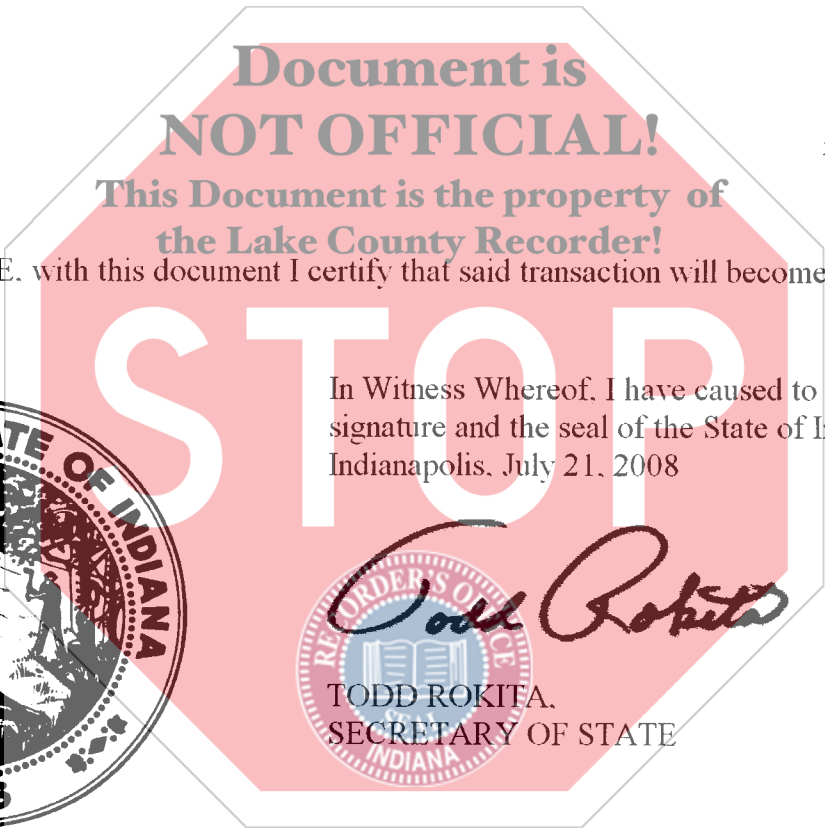 Document is
NOT OFFICIAL!
This Document is the property of
the Lake County Recorder!
E. with this document I certify that said transaction will become
STOP
In Witness Whereof, I have caused to
signature and the seal of the State of
Indianapolis, July 21, 2008
OF INDIANA
Todd Rokita
RECORDER'S OFFICE
SEAL
INDIANA
TODD ROKITA,
SECRETARY OF STATE